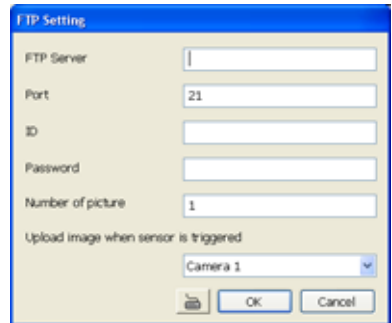 FTP Setting
FTP Server
Port 21
ID
Password
Number of picture 1
Upload image when sensor is triggered
Camera 1
OK Cancel